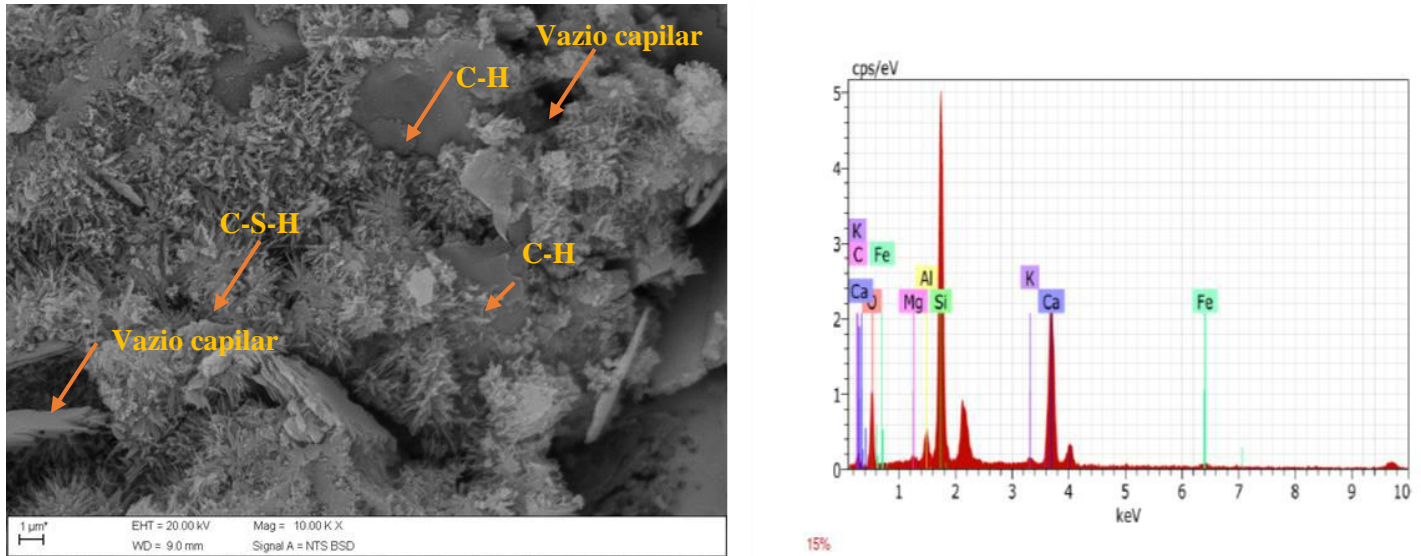 Vazio capilar
C-H
C-S-H
C-H
Vazio capilar
1 µm*
EHT = 20.00 kV
Mag = 10.00 K X
WD = 9.0 mm
Signal A = NTS BSD
cps/eV
5
4
3
2
1
0
K
C
Fe
Ca
O
Mg
Al
Si
K
Ca
Fe
1 2 3 4 5 6 7 8 9 10
keV
15%